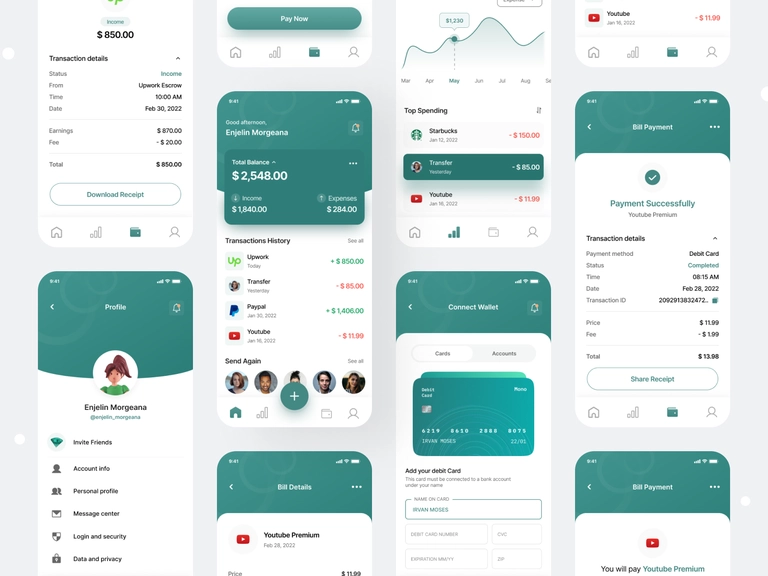 Income
$ 850.00
Transaction details
Status Income
From Upwork Escrow
Time 10:00 AM
Date Feb 30, 2022
Earnings $ 870.00
Fee - $ 20.00
Total $ 850.00
Download Receipt
9:41
Profile
Enjelin Morgeana
@enjelin_morgeana
Invite Friends
Account info
Personal profile
Message center
Login and security
Data and privacy
Pay Now
9:41
Good afternoon,
Enjelin Morgeana
Total Balance
$ 2,548.00
Income Expenses
$ 1,840.00 $ 284.00
Transactions History See all
Upwork + $ 850.00
Today
Transfer - $ 85.00
Yesterday
Paypal + $ 1,406.00
Jan 30, 2022
Youtube - $ 11.99
Jan 16, 2022
Send Again See all
9:41
Bill Details
Youtube Premium
Feb 28, 2022
Price $ 11.99
$1,230
Mar Apr May Jun Jul Aug Se
Top Spending
Starbucks - $ 150.00
Jan 12, 2022
Transfer - $ 85.00
Yesterday
Youtube - $ 11.99
Jan 16, 2022
9:41
Connect Wallet
Cards Accounts
Debit Mono
Card
6219 8610 2888 8075
IRVAN MOSES 22/01
Add your debit Card
This card must be connected to a bank account
under your name
NAME ON CARD
IRVAN MOSES
DEBIT CARD NUMBER CVC
EXPIRATION MM/YY ZIP
Youtube - $ 11.99
Jan 16, 2022
9:41
Bill Payment
Payment Successfully
Youtube Premium
Transaction details
Payment method Debit Card
Status Completed
Time 08:15 AM
Date Feb 28, 2022
Transaction ID 2092913832472..
Price $ 11.99
Fee - $ 1.99
Total $ 13.98
Share Receipt
9:41
Bill Payment
You will pay Youtube Premium